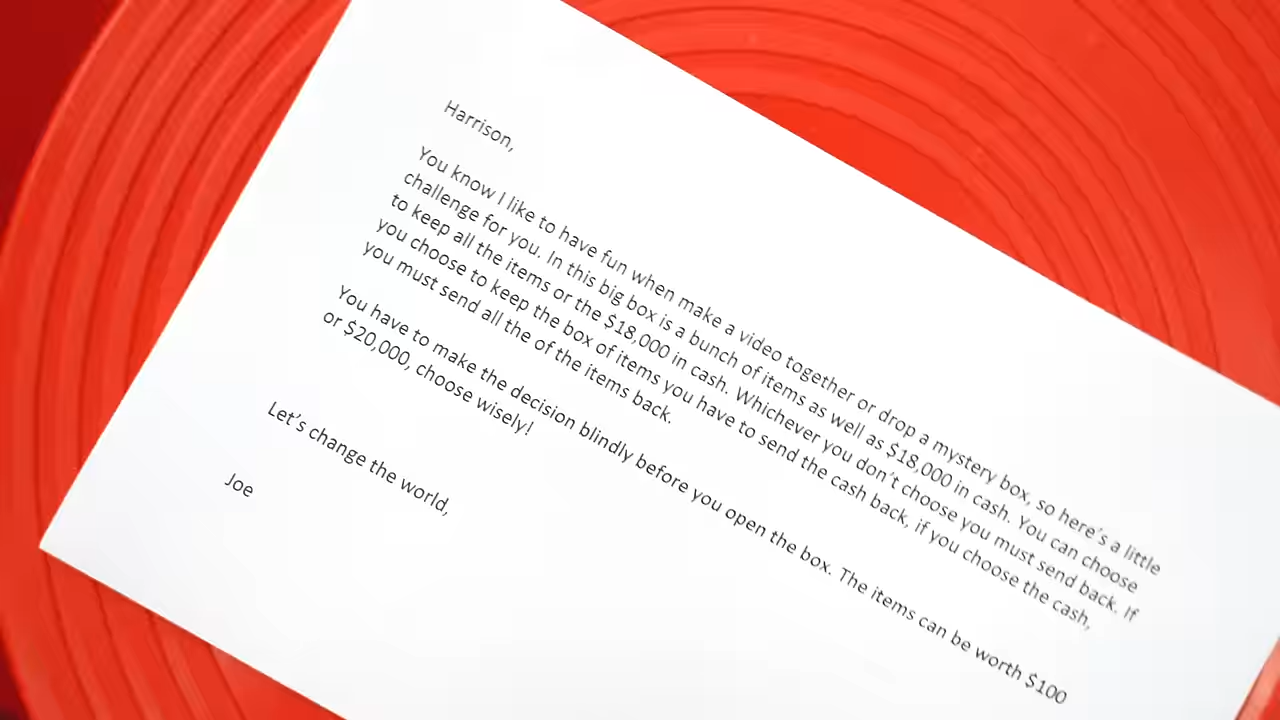 Harrison,
You know I like to have fun when make a video together or drop a mystery box, so here's a little
challenge for you. In this big box is a bunch of items as well as $18,000 in cash. You can choose
to keep all the items or the $18,000 in cash. Whichever you don't choose you must send back. If
you choose to keep the box of items you have to send the cash back, if you choose the cash,
you must send all the of the items back.
You have to make the decision blindly before you open the box. The items can be worth $100
or $20,000, choose wisely!
Let's change the world,
Joe